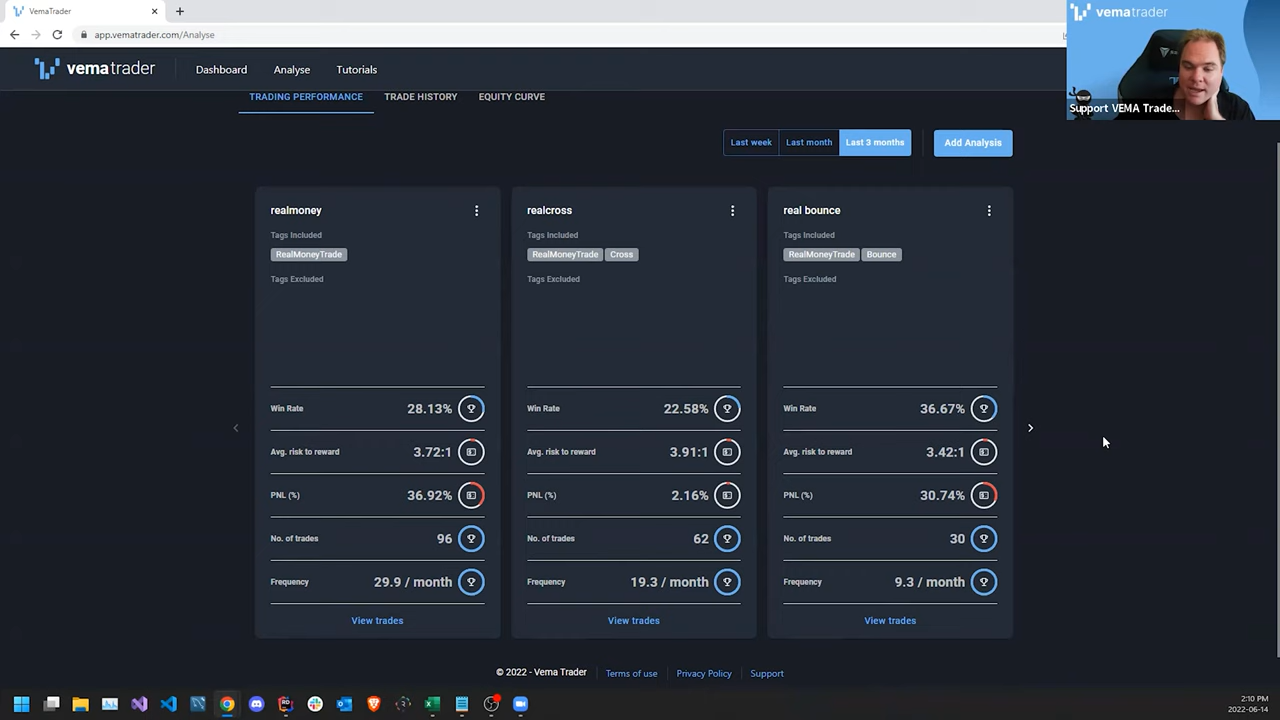 VemaTrader
app.vematrader.com/Analyse
vematrader
vematrader
Dashboard
Analyse
Tutorials
Support VEMA Trade...
TRADING PERFORMANCE
TRADE HISTORY
EQUITY CURVE
Last week
Last month
Last 3 months
Add Analysis
realmoney
Tags Included
RealMoneyTrade
Tags Excluded
Win Rate 28.13%
Avg. risk to reward 3.72:1
PNL (%) 36.92%
No. of trades 96
Frequency 29.9 / month
View trades
realcross
Tags Included
RealMoneyTrade Cross
Tags Excluded
Win Rate 22.58%
Avg. risk to reward 3.91:1
PNL (%) 2.16%
No. of trades 62
Frequency 19.3 / month
View trades
real bounce
Tags Included
RealMoneyTrade Bounce
Tags Excluded
Win Rate 36.67%
Avg. risk to reward 3.42:1
PNL (%) 30.74%
No. of trades 30
Frequency 9.3 / month
View trades
© 2022 - Vema Trader
Terms of use
Privacy Policy
Support
2:10 PM
2022-06-14